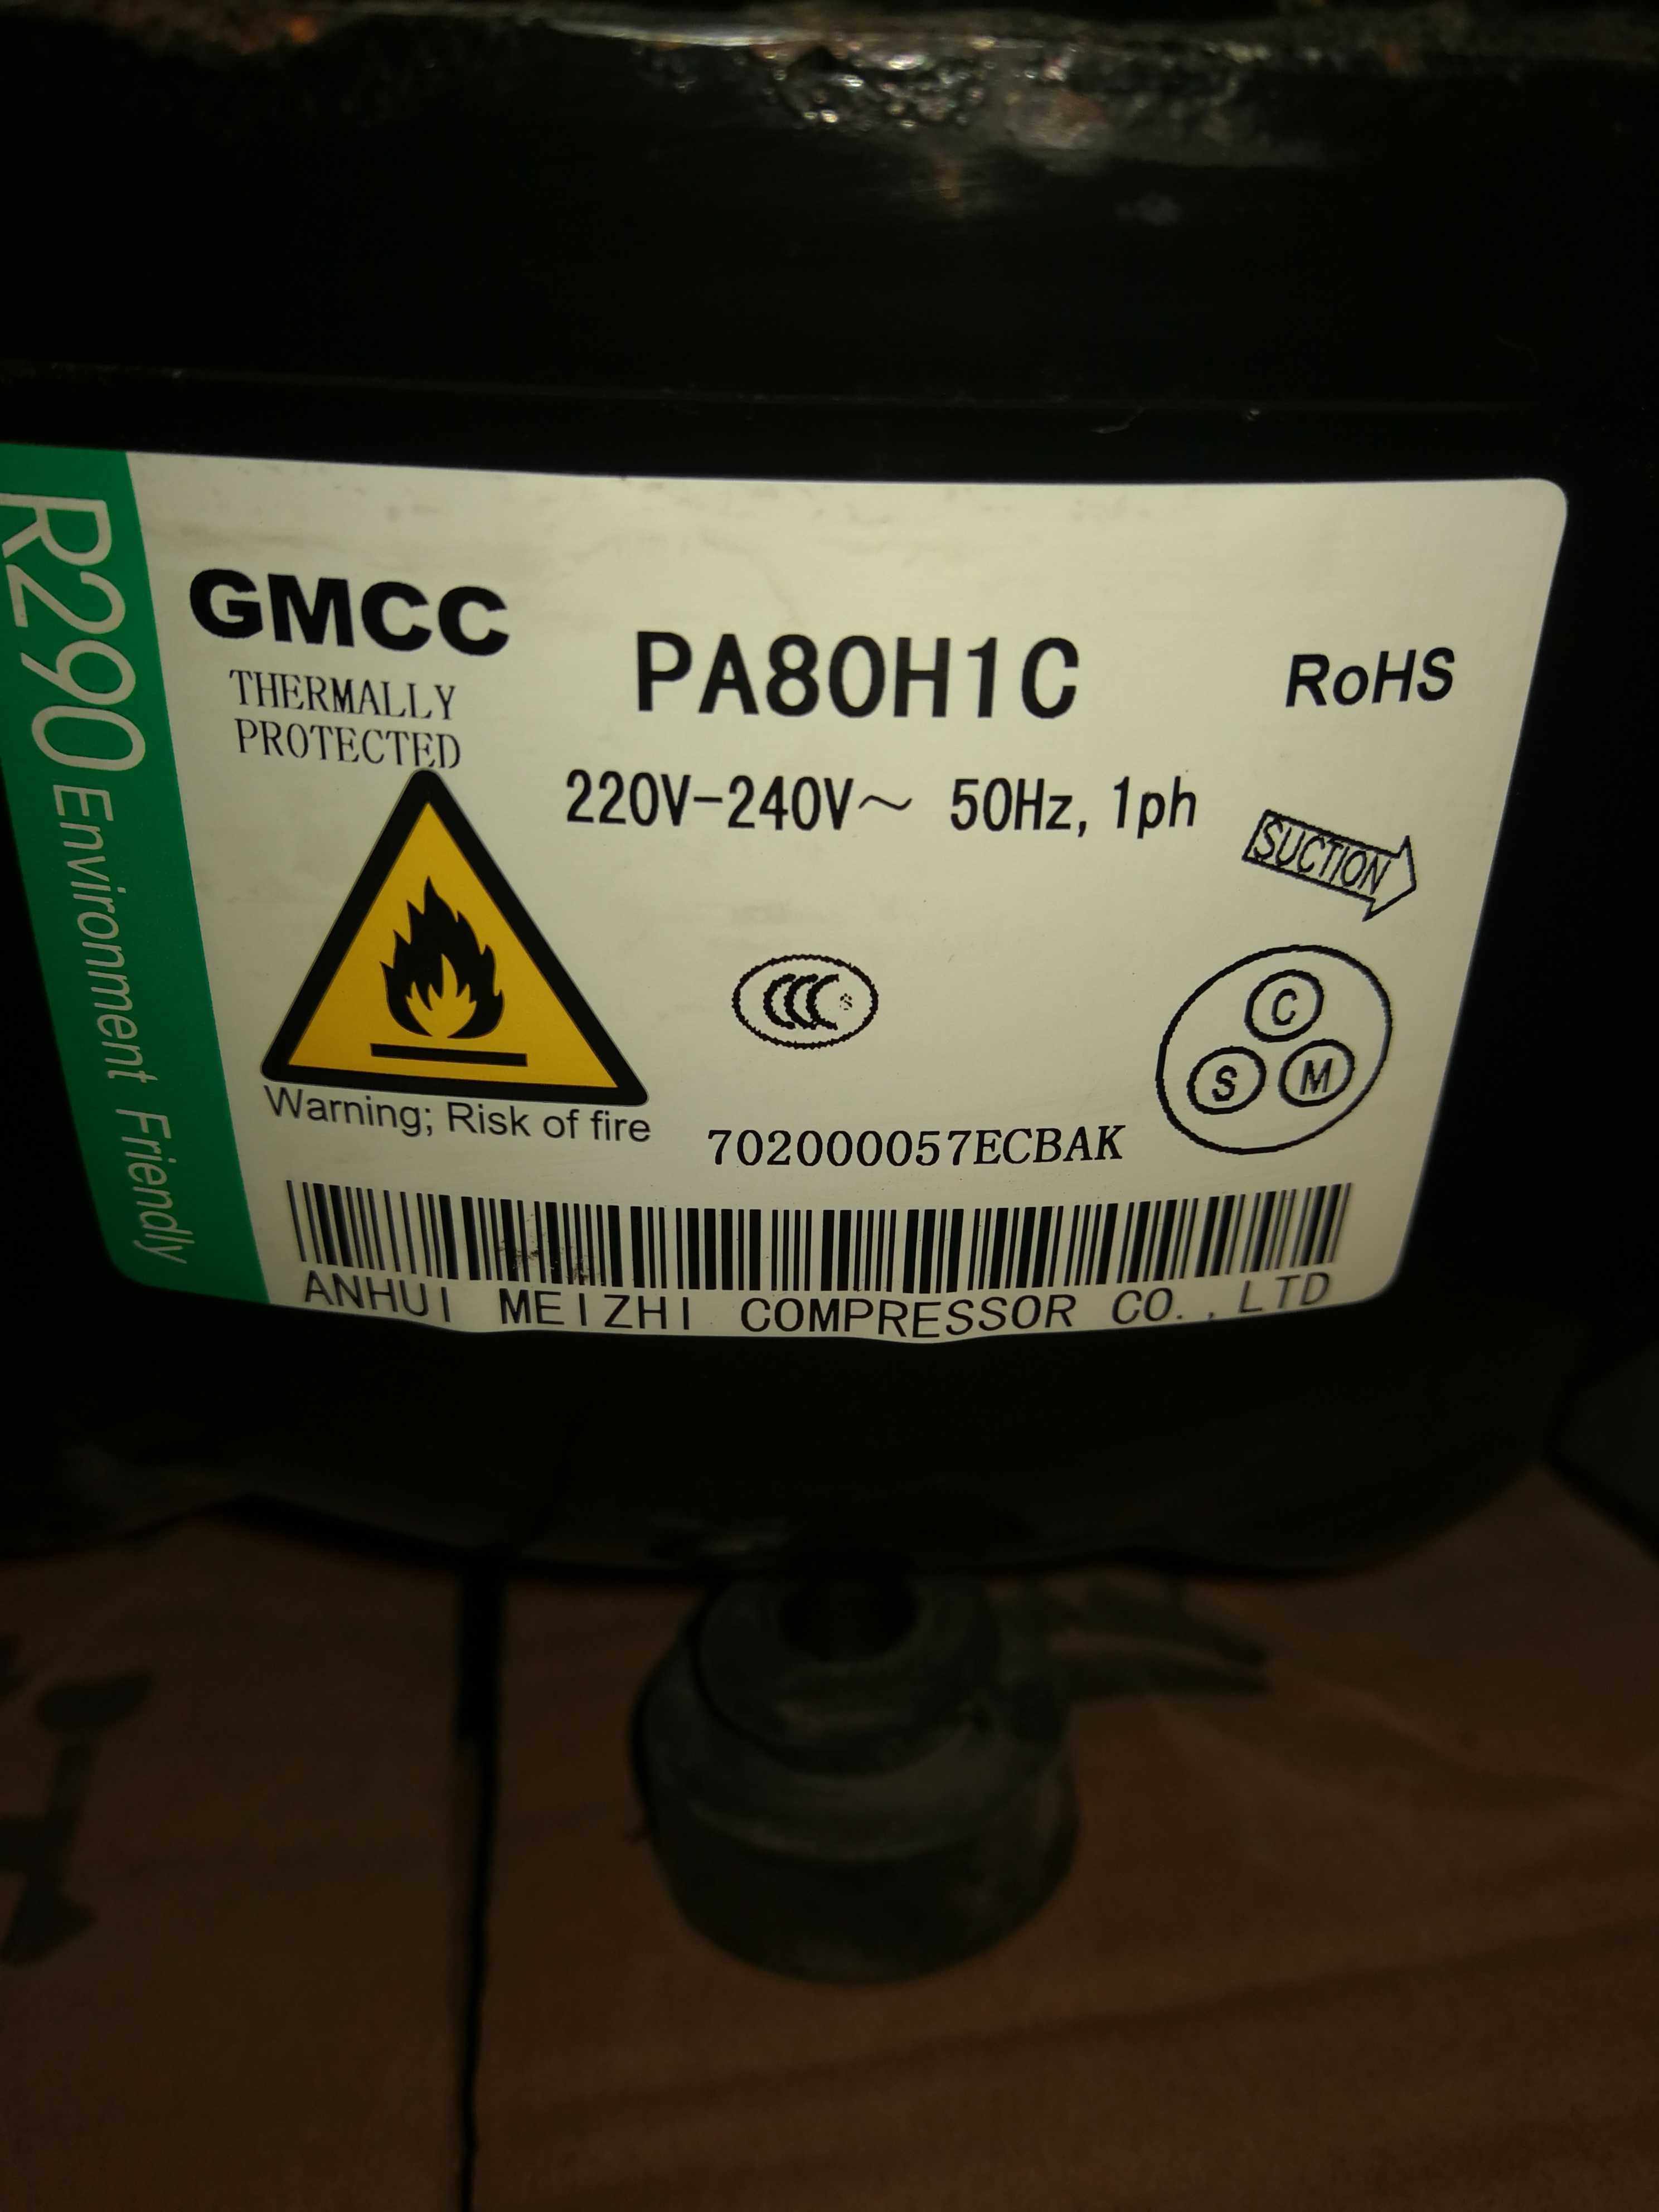 R290 Environment Friendly
GMCC
THERMALLY
PROTECTED
PA80H1C
RoHS
220V-240V~ 50Hz, 1ph
SUCTION
CCC S
C
S M
Warning; Risk of fire
702000057ECBAK
ANHUI MEIZHI COMPRESSOR CO., LTD